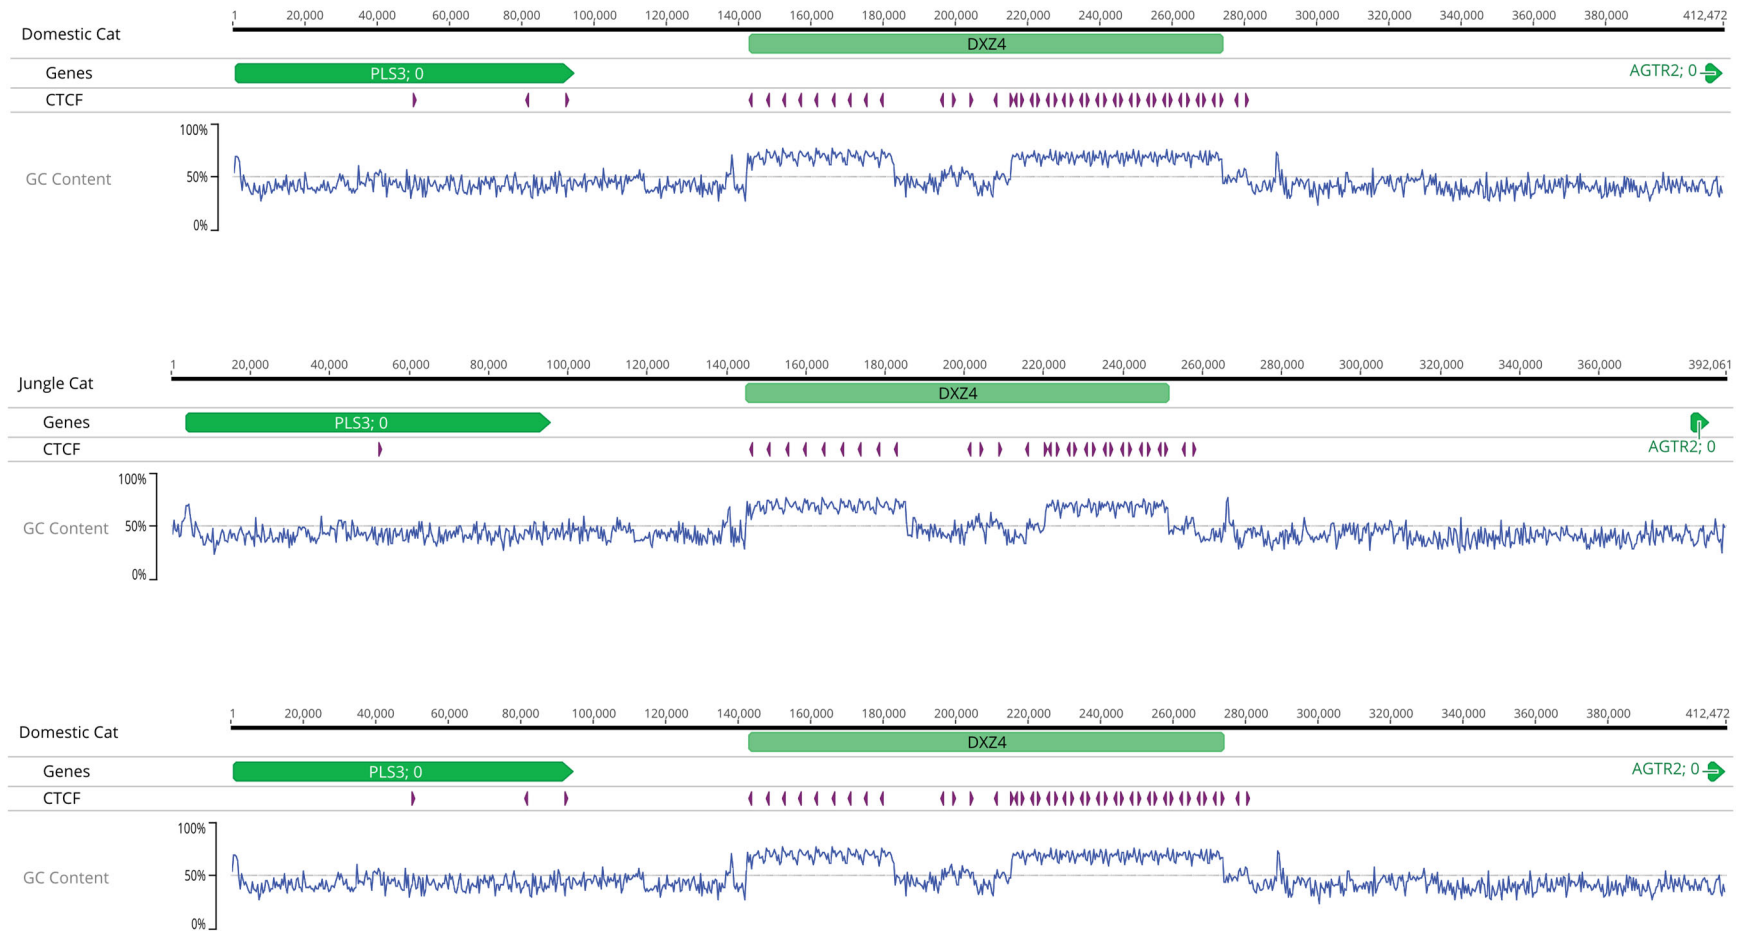 1 20,000 40,000 60,000 80,000 100,000 120,000 140,000 160,000 180,000 200,000 220,000 240,000 260,000 280,000 300,000 320,000 340,000 360,000 380,000 412,472
Domestic Cat
DXZ4
Genes PLS3; 0 AGTR2; 0
CTCF
100%
GC Content 50%
0%
1 20,000 40,000 60,000 80,000 100,000 120,000 140,000 160,000 180,000 200,000 220,000 240,000 260,000 280,000 300,000 320,000 340,000 360,000 392,061
Jungle Cat
DXZ4
Genes PLS3; 0
CTCF AGTR2; 0
100%
GC Content 50%
0%
1 20,000 40,000 60,000 80,000 100,000 120,000 140,000 160,000 180,000 200,000 220,000 240,000 260,000 280,000 300,000 320,000 340,000 360,000 380,000 412,472
Domestic Cat
DXZ4
Genes PLS3; 0 AGTR2; 0
CTCF
100%
GC Content 50%
0%